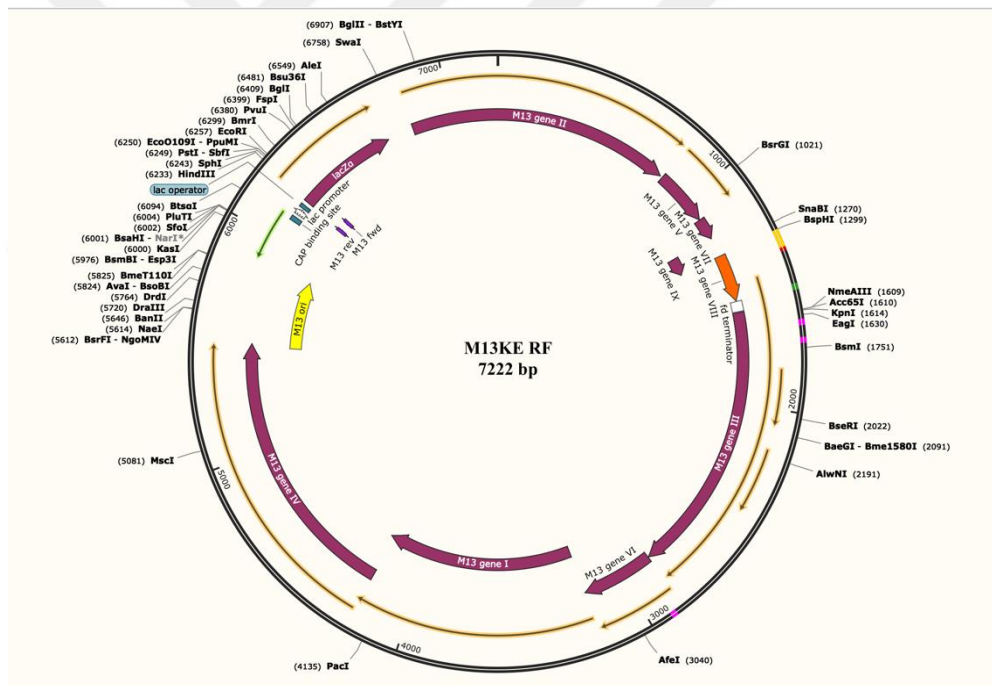 (6907) BglII - BstYI
(6758) SwaI
(6549) AleI
(6481) Bsu36I
(6409) BglI
(6399) FspI
(6380) PvuI
(6299) BmrI
(6257) EcoRI
(6250) EcoO109I - PpuMI
(6249) PstI - SbfI
(6243) SphI
(6233) HindIII
lac operator
(6094) BtsαI
(6004) PluTI
(6002) SfoI
(6001) BsaHI - NarI*
(6000) KasI
(5976) BsmBI - Esp3I
(5825) BmeT110I
(5824) AvaI - BsoBI
(5764) DrdI
(5720) DraIII
(5646) BanII
(5614) NaeI
(5612) BsrFI - NgoMIV
(5081) MscI
(4135) PacI
BsrGI (1021)
SnaBI (1270)
BspHI (1299)
NmeAIII (1609)
Acc65I (1610)
KpnI (1614)
EagI (1630)
BsmI (1751)
BseRI (2022)
BaeGI - Bme1580I (2091)
AlwNI (2191)
AfeI (3040)
7000
1000
2000
3000
4000
5000
6000
M13 gene II
M13 gene V
M13 gene VII
M13 gene IX
M13 gene VIII
fd terminator
M13 gene III
M13 gene VI
M13 gene I
M13 gene IV
M13 ori
lacZα
lac promoter
CAP binding site
M13 rev
M13 fwd
M13KE RF
7222 bp